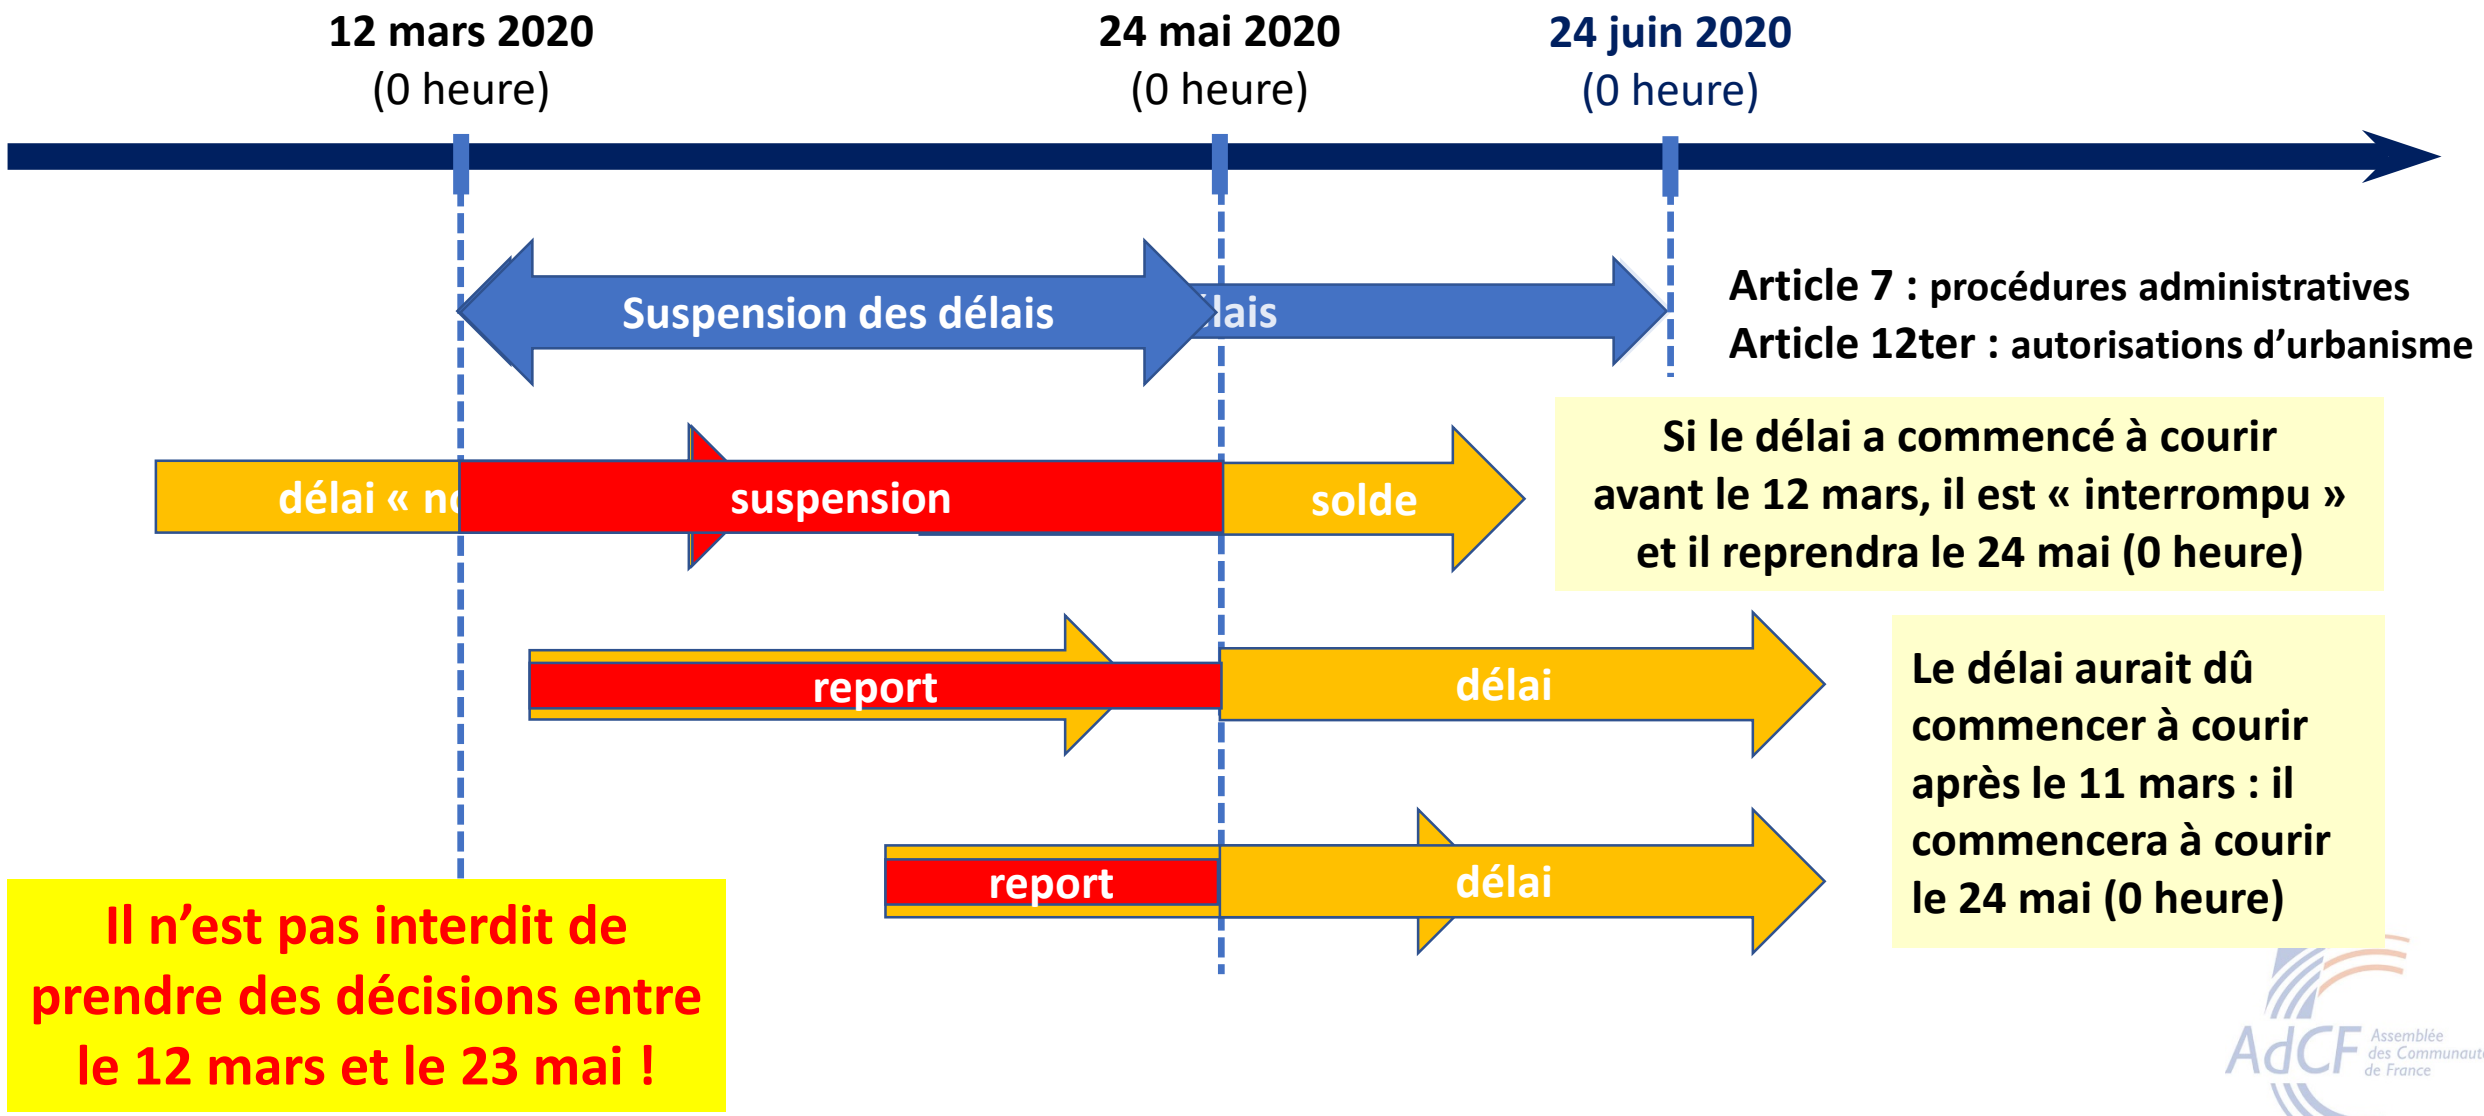 12 mars 2020
(0 heure)
24 mai 2020
(0 heure)
24 juin 2020
(0 heure)
Suspension des délais
Article 7 : procédures administratives
Article 12ter : autorisations d’urbanisme
délai «
suspension
solde
Si le délai a commencé à courir
avant le 12 mars, il est « interrompu »
et il reprendra le 24 mai (0 heure)
report
délai
Le délai aurait dû
commencer à courir
après le 11 mars : il
commencera à courir
le 24 mai (0 heure)
report
délai
Il n’est pas interdit de
prendre des décisions entre
le 12 mars et le 23 mai !
AdCF
Assemblée
des Communauté
de France